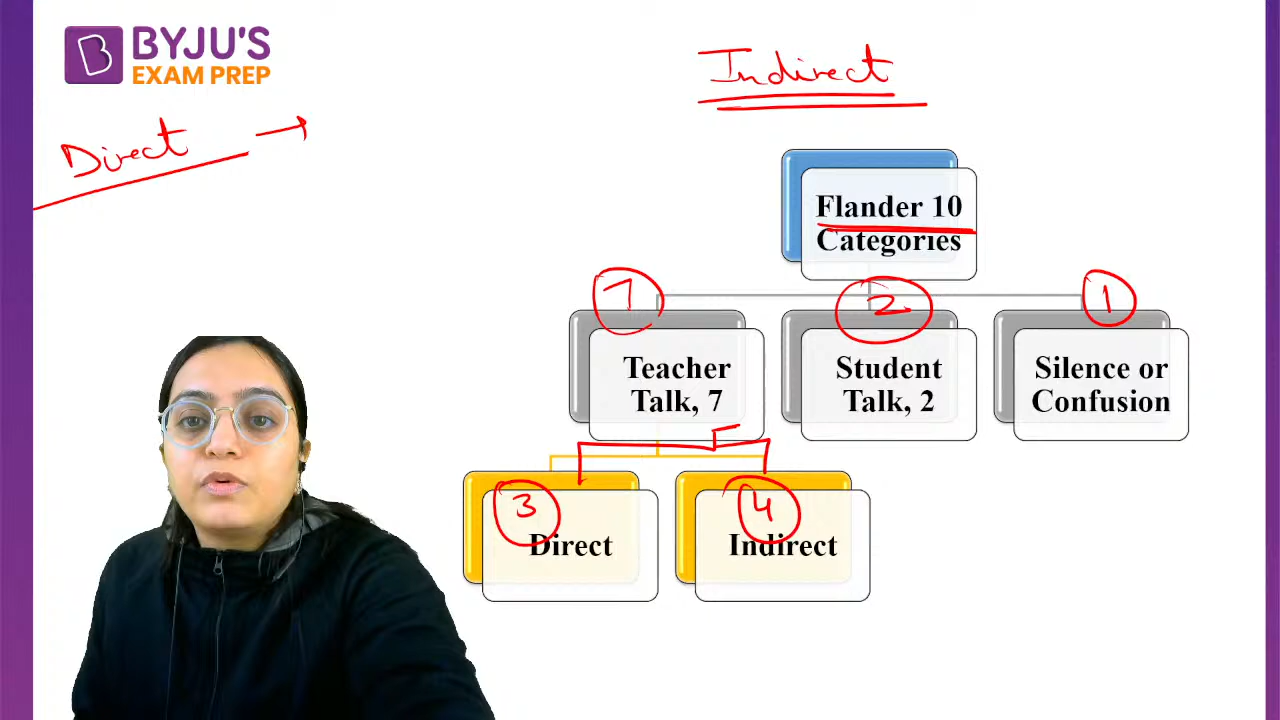 BYJU'S
EXAM PREP
Indirect
Direct →
Flander 10
Categories
7
2
1
Teacher
Talk, 7
Student
Talk, 2
Silence or
Confusion
3
4
Direct
Indirect